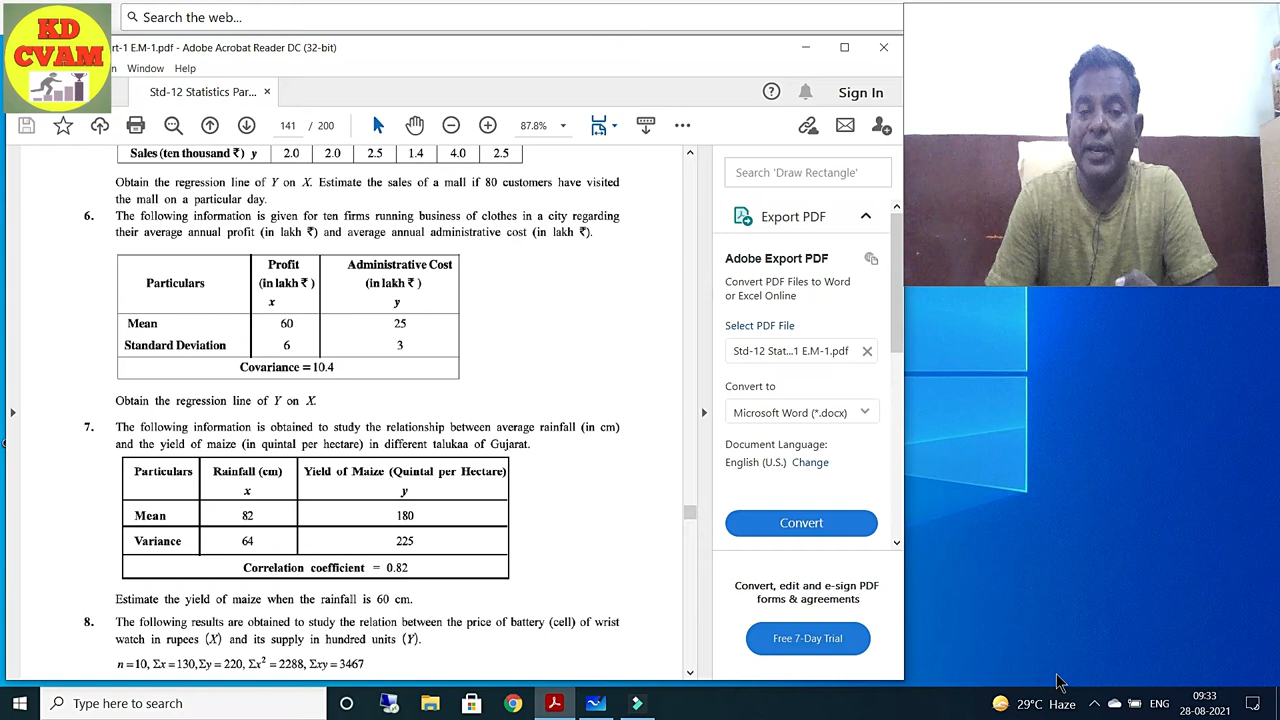 KD
CVAM
Search the web...
rt-1 E.M-1.pdf - Adobe Acrobat Reader DC (32-bit)
Window Help
Std-12 Statistics Par... ×
Sign In
141 / 200 87.8%
Sales (ten thousand ₹) y 2.0 2.0 2.5 1.4 4.0 2.5
Obtain the regression line of Y on X. Estimate the sales of a mall if 80 customers have visited
the mall on a particular day.
6. The following information is given for ten firms running business of clothes in a city regarding
their average annual profit (in lakh ₹) and average annual administrative cost (in lakh ₹).
Particulars Profit (in lakh ₹) x Administrative Cost (in lakh ₹) y
Mean 60 25
Standard Deviation 6 3
Covariance = 10.4
Obtain the regression line of Y on X.
7. The following information is obtained to study the relationship between average rainfall (in cm)
and the yield of maize (in quintal per hectare) in different talukaa of Gujarat.
Particulars Rainfall (cm) x Yield of Maize (Quintal per Hectare) y
Mean 82 180
Variance 64 225
Correlation coefficient = 0.82
Estimate the yield of maize when the rainfall is 60 cm.
8. The following results are obtained to study the relation between the price of battery (cell) of wrist
watch in rupees (X) and its supply in hundred units (Y).
n = 10, Σx = 130, Σy = 220, Σx² = 2288, Σxy = 3467
Search 'Draw Rectangle'
Export PDF
Adobe Export PDF
Convert PDF Files to Word
or Excel Online
Select PDF File
Std-12 Stat...1 E.M-1.pdf
Convert to
Microsoft Word (*.docx)
Document Language:
English (U.S.) Change
Convert
Convert, edit and e-sign PDF
forms & agreements
Free 7-Day Trial
Type here to search
29°C Haze
ENG
09:33
28-08-2021